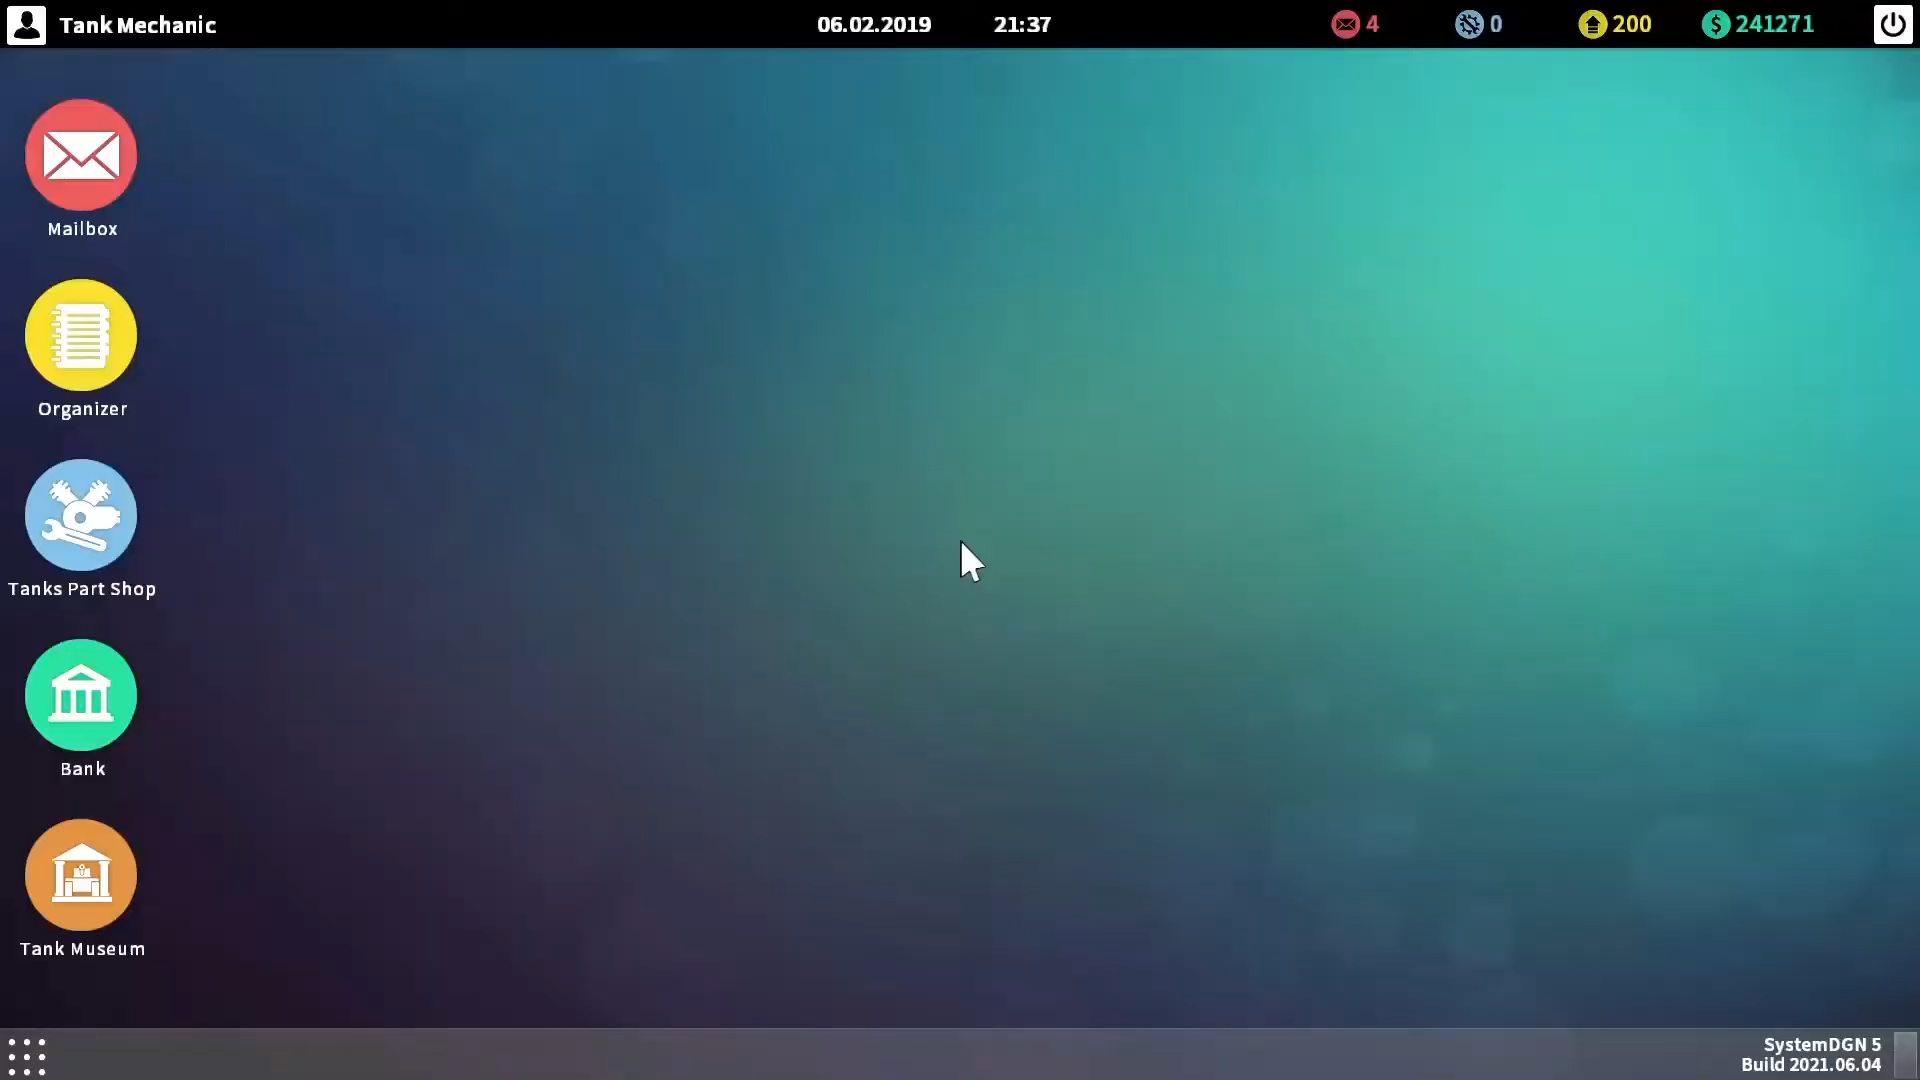 Tank Mechanic
06.02.2019 21:37
4 0 200 241271
Mailbox
Organizer
Tanks Part Shop
Bank
Tank Museum
SystemDGN 5
Build 2021.06.04